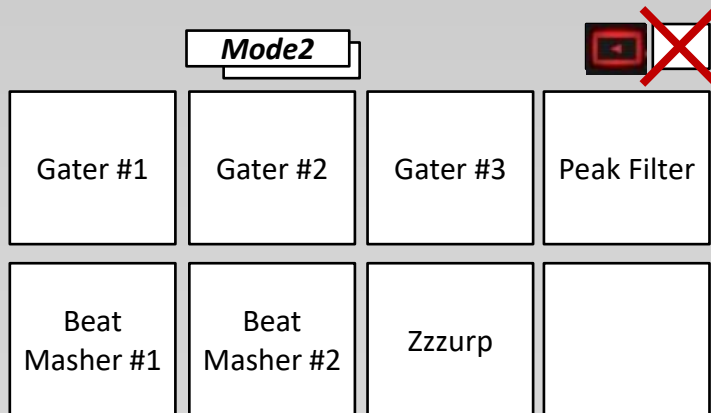 Mode2
Gater #1
Gater #2
Gater #3
Peak Filter
Beat
Masher #1
Beat
Masher #2
Zzzurp